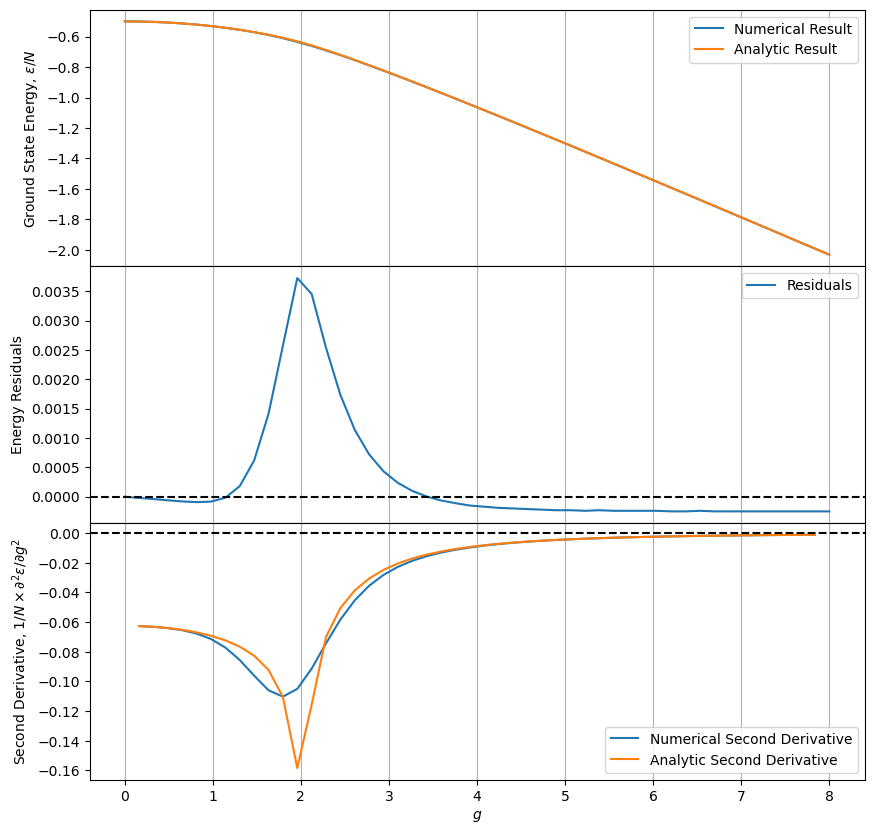 Ground State Energy, ε/N
−0.6
−0.8
−1.0
−1.2
−1.4
−1.6
−1.8
−2.0
Numerical Result
Analytic Result
Energy Residuals
0.0035
0.0030
0.0025
0.0020
0.0015
0.0010
0.0005
0.0000
Residuals
Second Derivative, 1/N × ∂²ε/∂g²
0.00
−0.02
−0.04
−0.06
−0.08
−0.10
−0.12
−0.14
−0.16
Numerical Second Derivative
Analytic Second Derivative
0 1 2 3 4 5 6 7 8
g